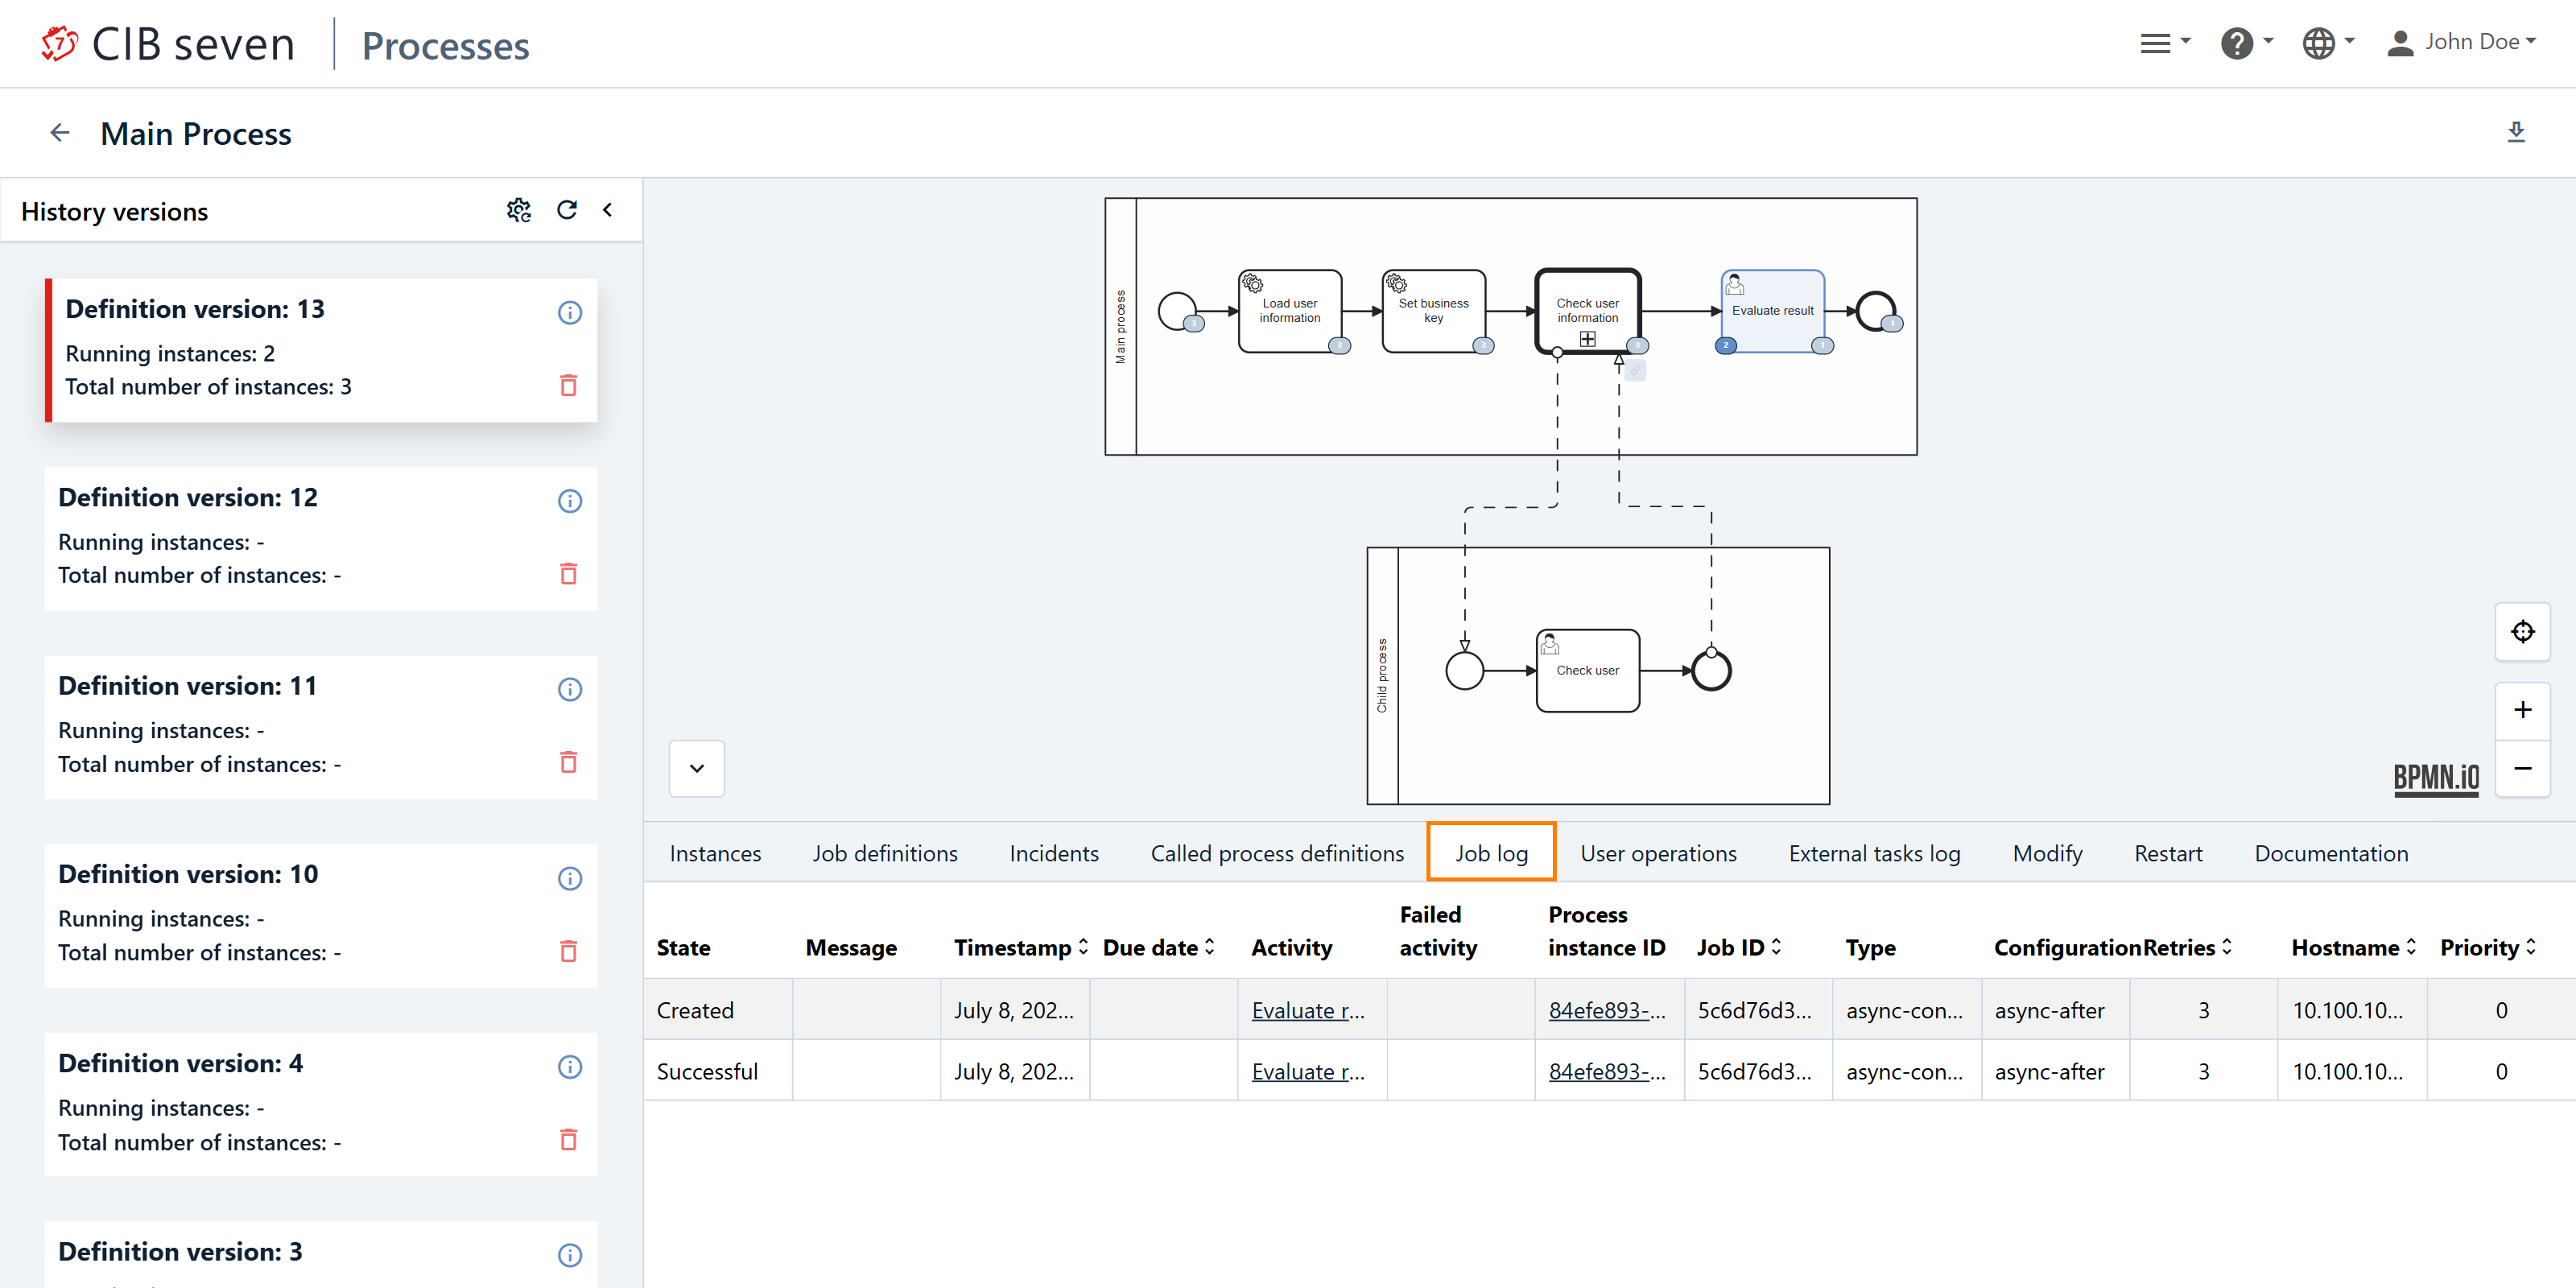 CIB seven
Processes
John Doe
Main Process
History versions
Definition version: 13
Running instances: 2
Total number of instances: 3
Definition version: 12
Running instances: -
Total number of instances: -
Definition version: 11
Running instances: -
Total number of instances: -
Definition version: 10
Running instances: -
Total number of instances: -
Definition version: 4
Running instances: -
Total number of instances: -
Definition version: 3
Main process
3
Load user
information
3
Set business
key
3
Check user
information
3
Evaluate result
2
1
1
Child process
Check user
BPMN.iO
Instances
Job definitions
Incidents
Called process definitions
Job log
User operations
External tasks log
Modify
Restart
Documentation
State Message Timestamp Due date Activity Failed activity Process instance ID Job ID Type Configuration Retries Hostname Priority
Created July 8, 202... Evaluate r... 84efe893-... 5c6d76d3... async-con... async-after 3 10.100.10... 0
Successful July 8, 202... Evaluate r... 84efe893-... 5c6d76d3... async-con... async-after 3 10.100.10... 0